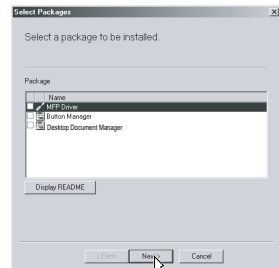 Select Packages
Select a package to be installed.
Package
Name
MFP Driver
Button Manager
Desktop Document Manager
Display README
< Back Next > Cancel